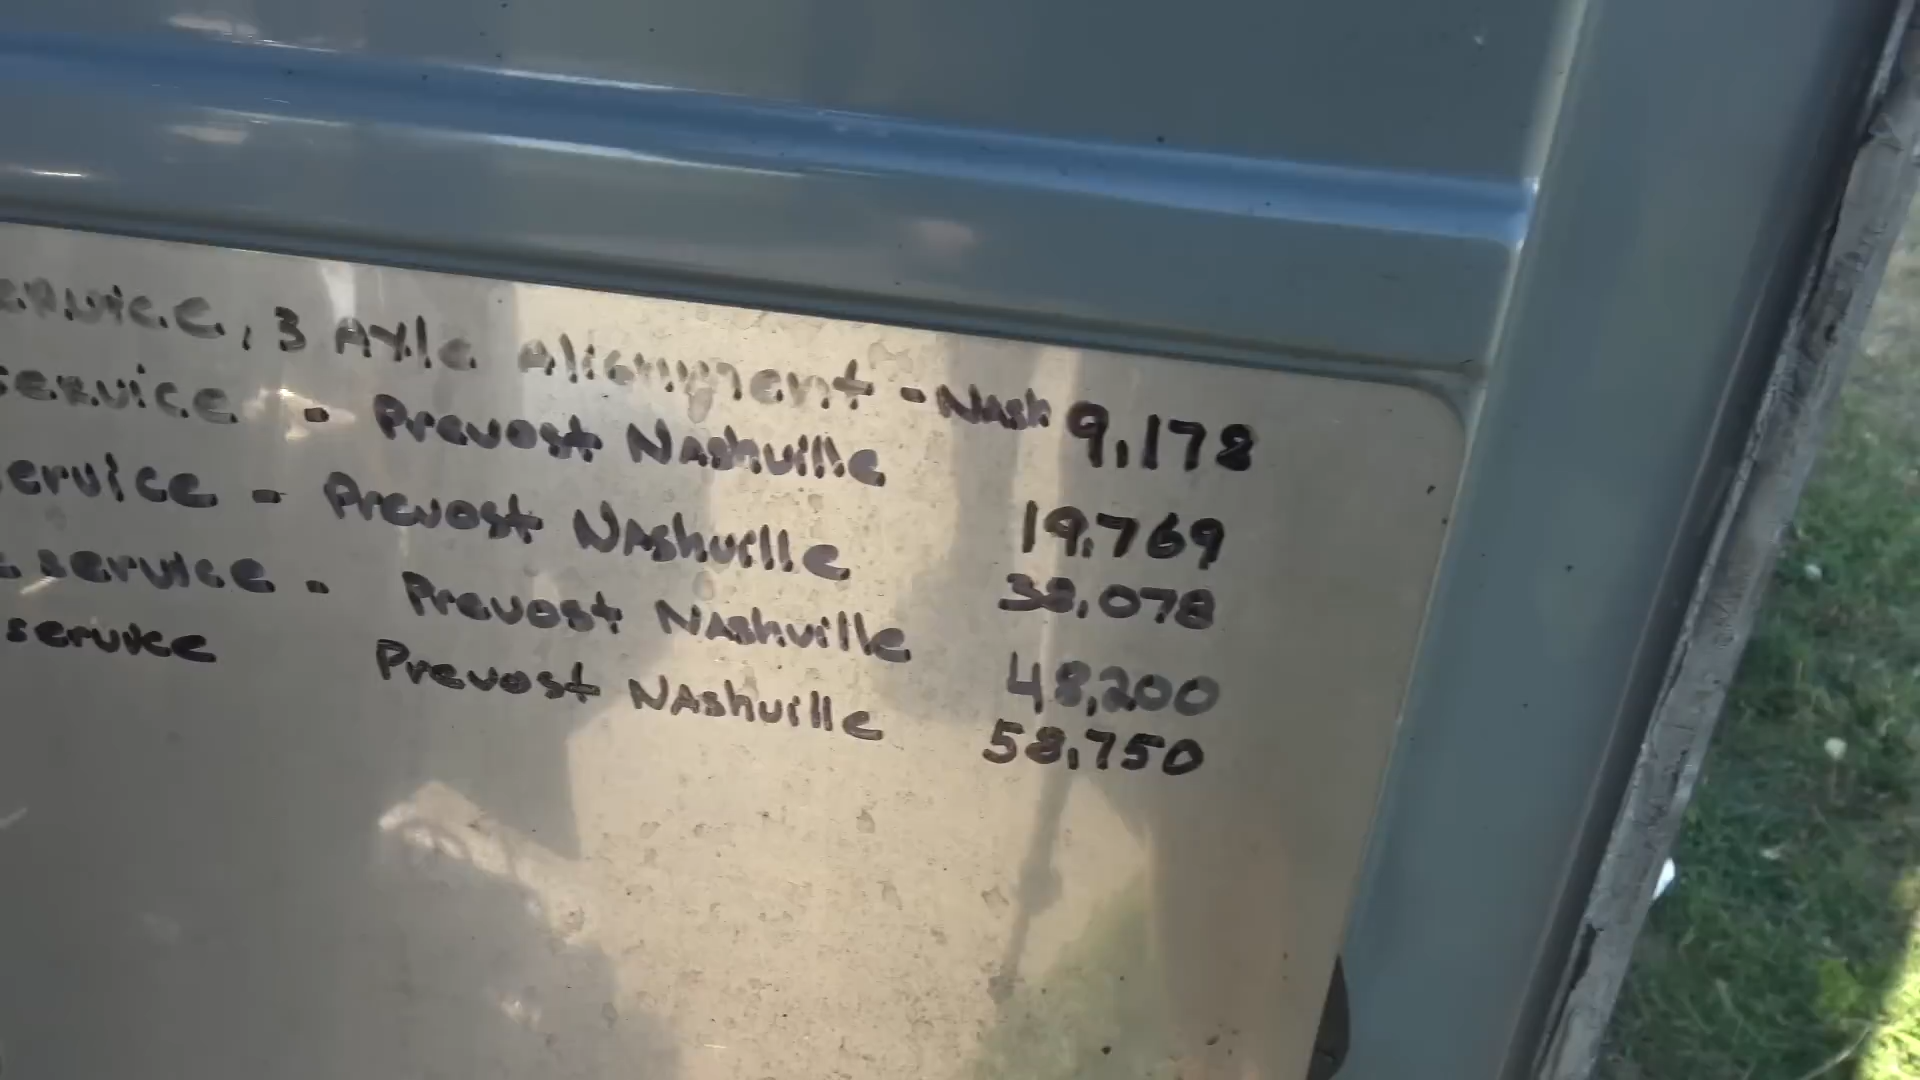 service, 3 Axle Alignment - Nash 9,178
service - Prevost Nashville 19,769
service - Prevost Nashville 38,078
service - Prevost Nashville 48,200
service Prevost Nashville 58,750